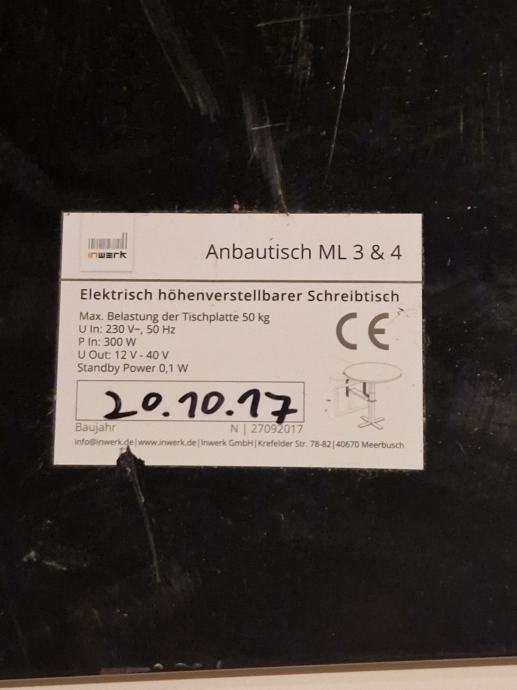 inwerk
Anbautisch ML 3 & 4
Elektrisch höhenverstellbarer Schreibtisch
Max. Belastung der Tischplatte 50 kg
U In: 230 V~, 50 Hz
P In: 300 W
U Out: 12 V - 40 V
Standby Power 0,1 W
CE
20.10.17
Baujahr N | 27092017
info@inwerk.de|www.inwerk.de|Inwerk GmbH|Krefelder Str. 78-82|40670 Meerbusch